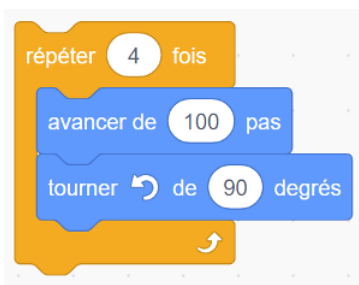 répéter 4 fois
avancer de 100 pas
tourner de 90 degrés